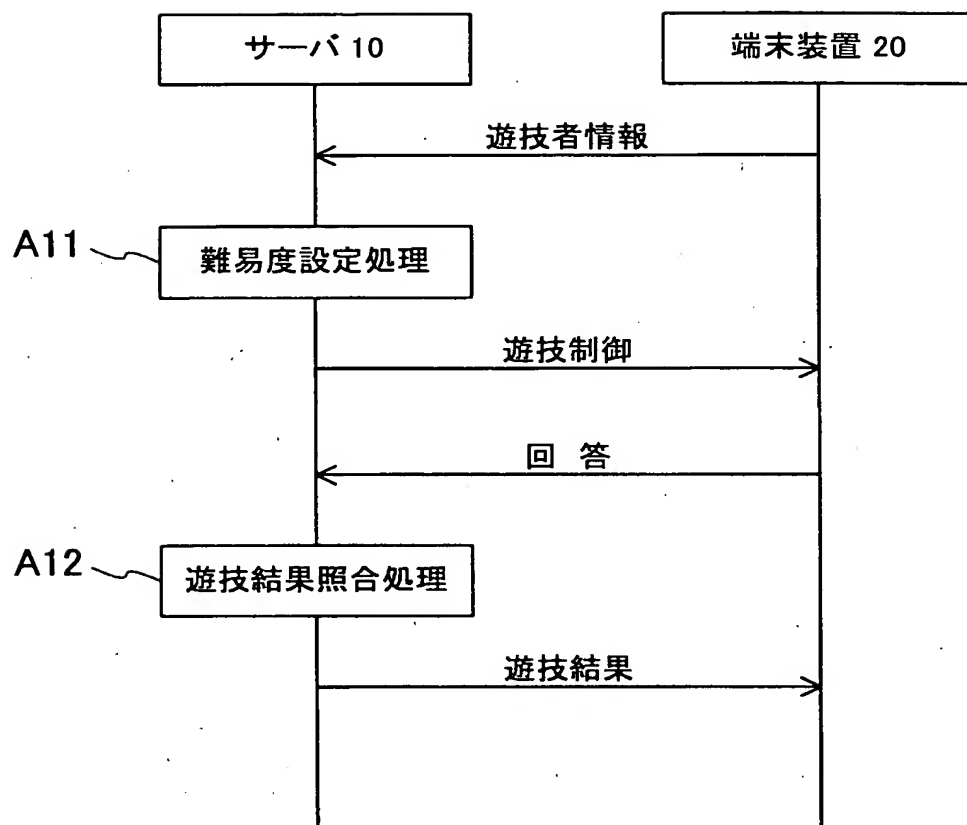 サーバ 10
端末装置 20
遊技者情報
A11
難易度設定処理
遊技制御
回 答
A12
遊技結果照合処理
遊技結果